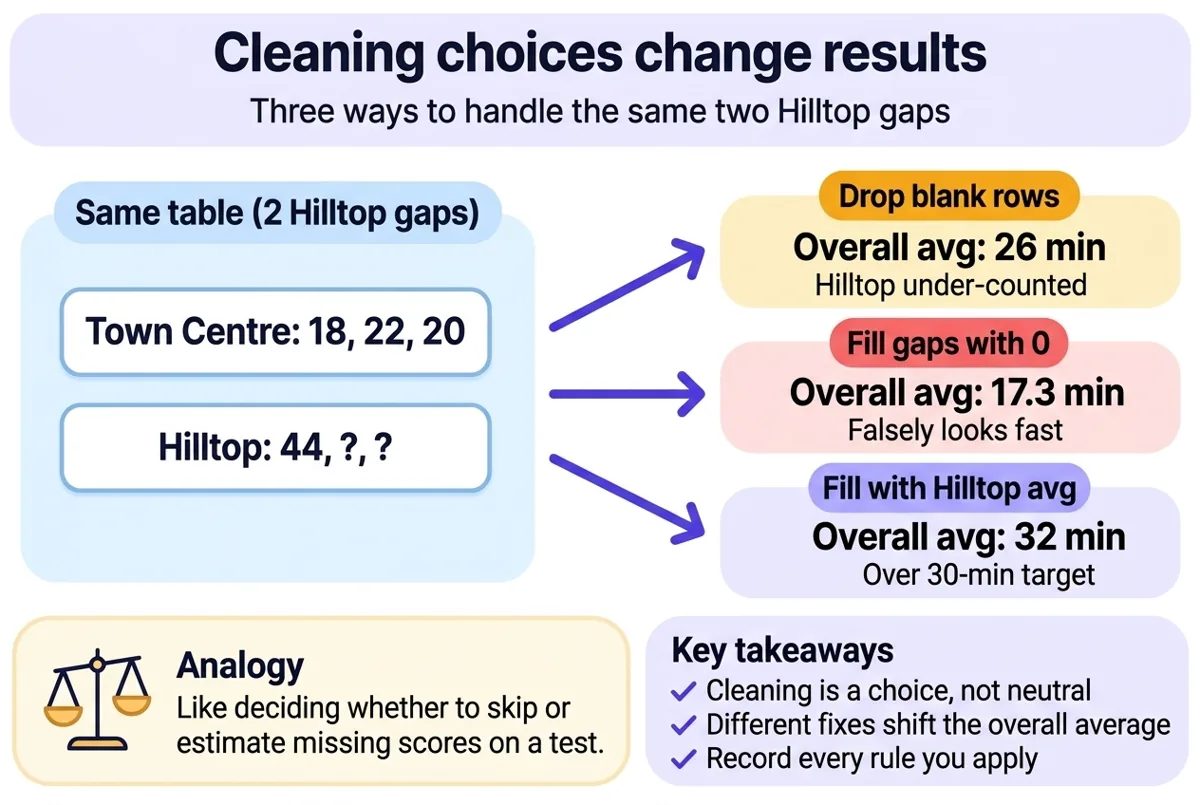 Cleaning choices change results
Three ways to handle the same two Hilltop gaps
Same table (2 Hilltop gaps)
Town Centre: 18, 22, 20
Hilltop: 44, ?, ?
Drop blank rows
Overall avg: 26 min
Hilltop under-counted
Fill gaps with 0
Overall avg: 17.3 min
Falsely looks fast
Fill with Hilltop avg
Overall avg: 32 min
Over 30-min target
Analogy
Like deciding whether to skip or
estimate missing scores on a test.
Key takeaways
Cleaning is a choice, not neutral
Different fixes shift the overall average
Record every rule you apply